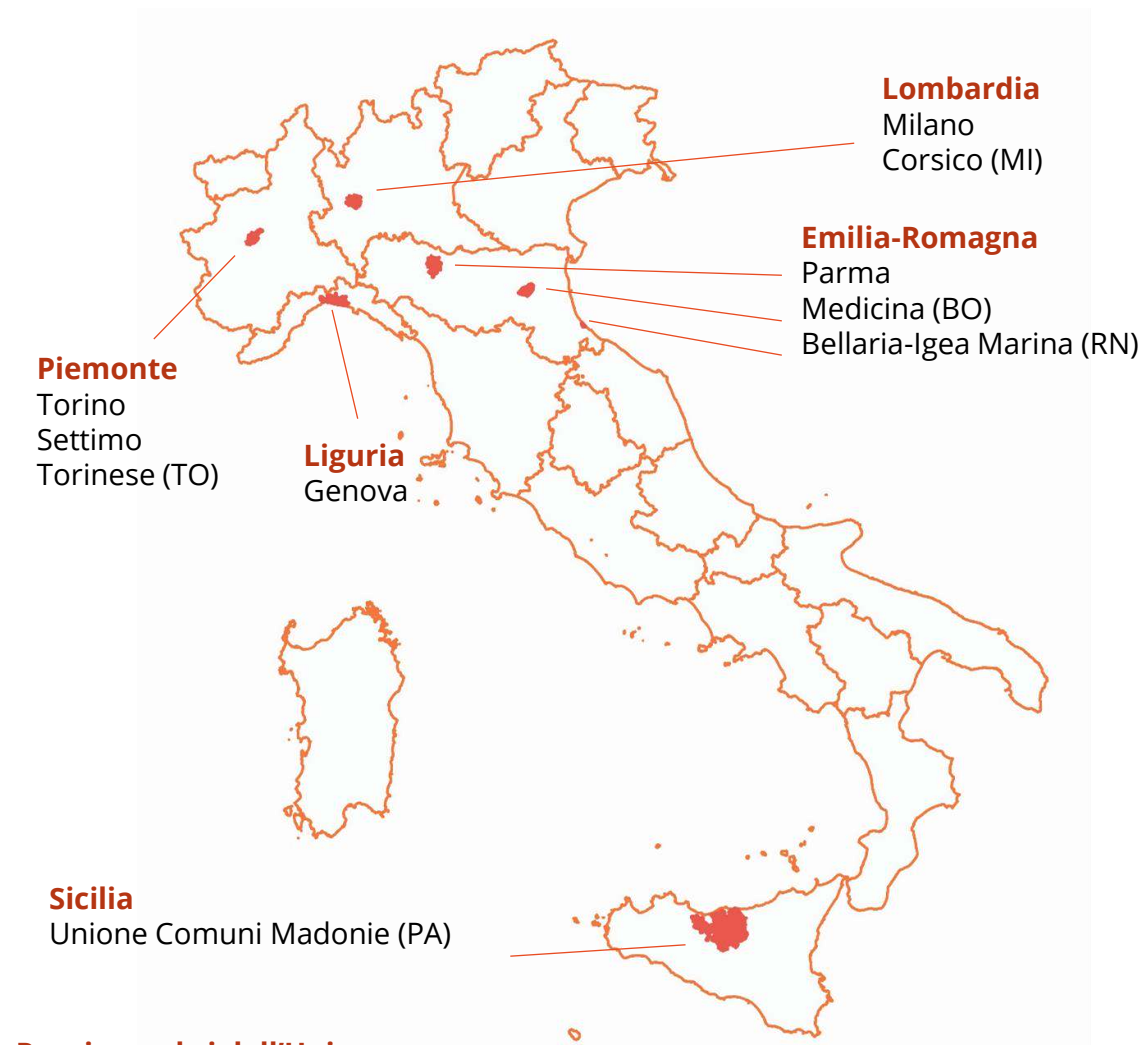 Lombardia
Milano
Corsico (MI)
Emilia-Romagna
Parma
Medicina (BO)
Bellaria-Igea Marina (RN)
Piemonte
Torino
Settimo
Torinese (TO)
Liguria
Genova
Sicilia
Unione Comuni Madonie (PA)